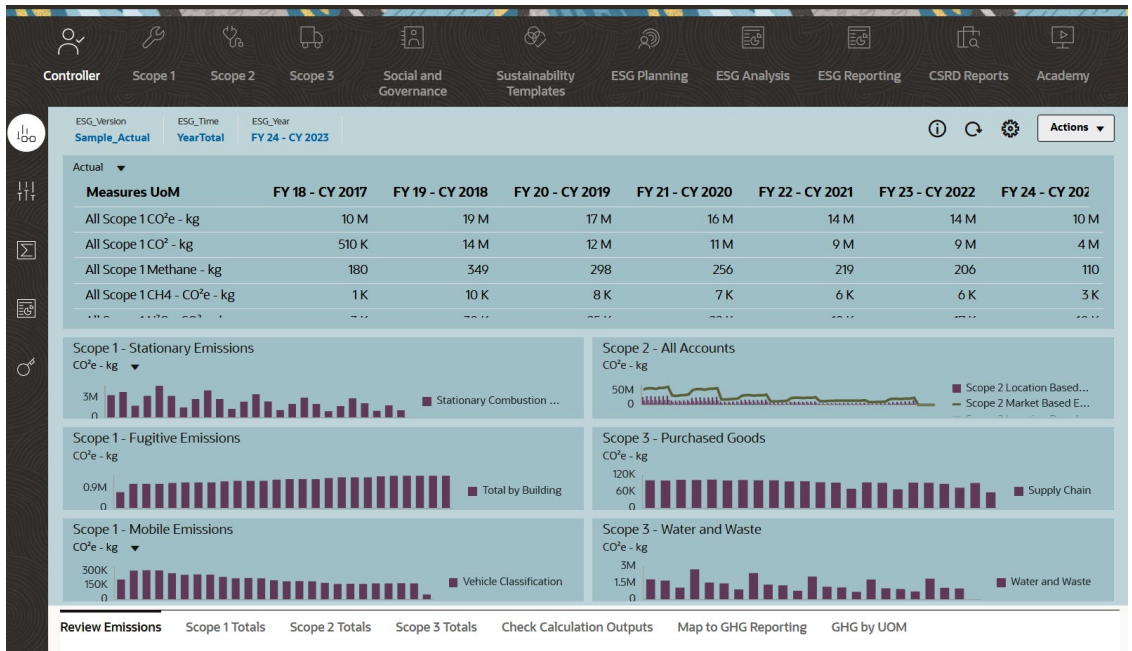 Controller Scope 1 Scope 2 Scope 3 Social and Governance Sustainability Templates ESG Planning ESG Analysis ESG Reporting CSRD Reports Academy
ESG_Version ESG_Time ESG_Year
Sample_Actual YearTotal FY 24 - CY 2023
Actions
Actual
Measures UoM FY 18 - CY 2017 FY 19 - CY 2018 FY 20 - CY 2019 FY 21 - CY 2020 FY 22 - CY 2021 FY 23 - CY 2022 FY 24 - CY 202
All Scope 1 CO²e - kg 10 M 19 M 17 M 16 M 14 M 14 M 10 M
All Scope 1 CO² - kg 510 K 14 M 12 M 11 M 9 M 9 M 4 M
All Scope 1 Methane - kg 180 349 298 256 219 206 110
All Scope 1 CH4 - CO²e - kg 1 K 10 K 8 K 7 K 6 K 6 K 3 K
Scope 1 - Stationary Emissions
CO²e - kg
3M
0
Stationary Combustion ...
Scope 2 - All Accounts
CO²e - kg
50M
0
Scope 2 Location Based...
Scope 2 Market Based E...
Scope 1 - Fugitive Emissions
CO²e - kg
0.9M
0
Total by Building
Scope 3 - Purchased Goods
CO²e - kg
120K
60K
0
Supply Chain
Scope 1 - Mobile Emissions
CO²e - kg
300K
150K
0
Vehicle Classification
Scope 3 - Water and Waste
CO²e - kg
3M
1.5M
0
Water and Waste
Review Emissions Scope 1 Totals Scope 2 Totals Scope 3 Totals Check Calculation Outputs Map to GHG Reporting GHG by UOM